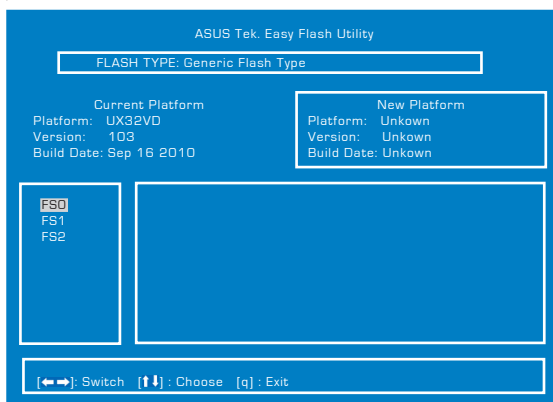 ASUS Tek. Easy Flash Utility
FLASH TYPE: Generic Flash Type
Current Platform
Platform: UX32VD
Version: 103
Build Date: Sep 16 2010
New Platform
Platform: Unkown
Version: Unkown
Build Date: Unkown
FS0
FS1
FS2
[←→]: Switch [↑↓] : Choose [q] : Exit